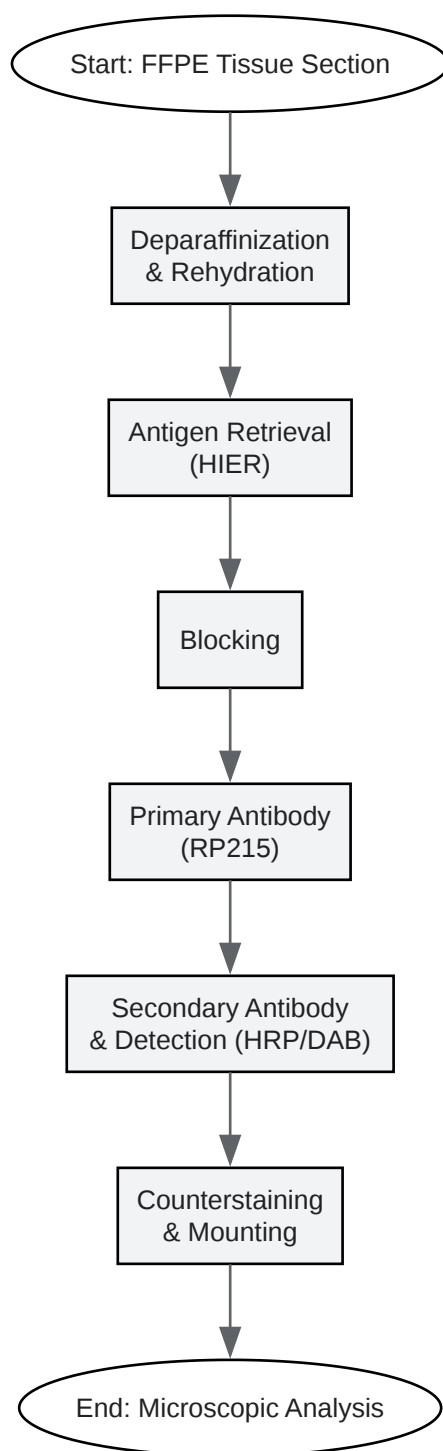 Start: FFPE Tissue Section
Deparaffinization
& Rehydration
Antigen Retrieval
(HIER)
Blocking
Primary Antibody
(RP215)
Secondary Antibody
& Detection (HRP/DAB)
Counterstaining
& Mounting
End: Microscopic Analysis